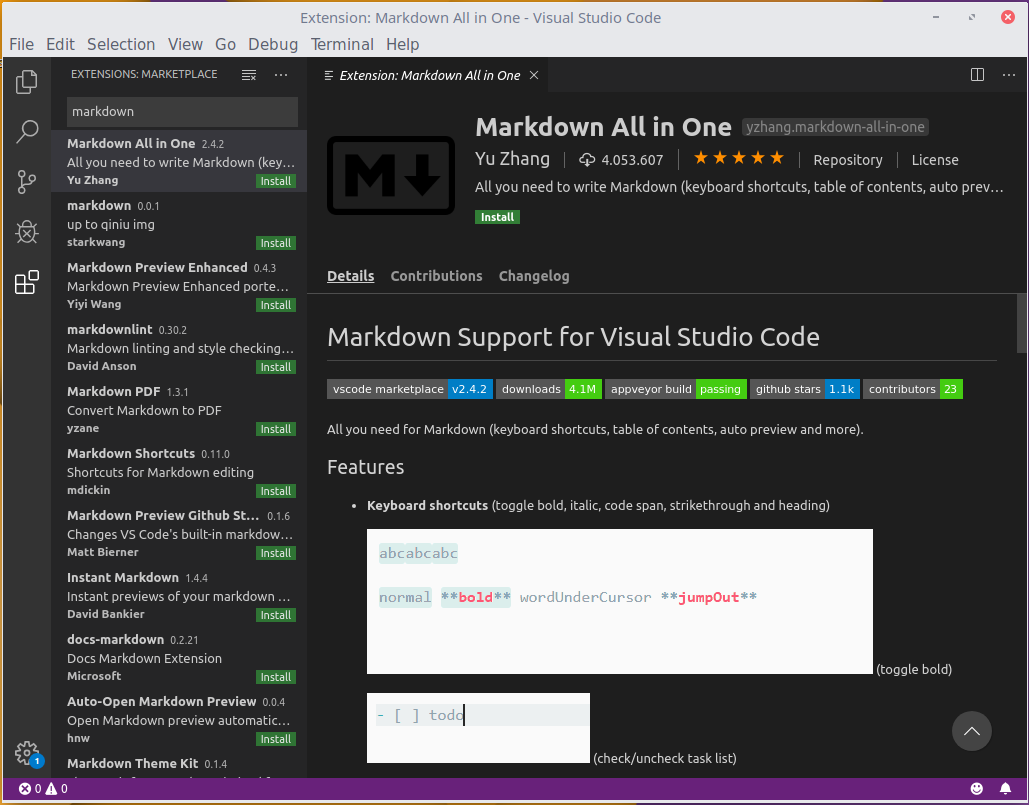 Extension: Markdown All in One - Visual Studio Code
File Edit Selection View Go Debug Terminal Help
EXTENSIONS: MARKETPLACE
markdown
Markdown All in One 2.4.2
All you need to write Markdown (key…
Yu Zhang Install
markdown 0.0.1
up to qiniu img
starkwang Install
Markdown Preview Enhanced 0.4.3
Markdown Preview Enhanced porte…
Yiyi Wang Install
markdownlint 0.30.2
Markdown linting and style checking…
David Anson Install
Markdown PDF 1.3.1
Convert Markdown to PDF
yzane Install
Markdown Shortcuts 0.11.0
Shortcuts for Markdown editing
mdickin Install
Markdown Preview Github St… 0.1.6
Changes VS Code's built-in markdow…
Matt Bierner Install
Instant Markdown 1.4.4
Instant previews of your markdown …
David Bankier Install
docs-markdown 0.2.21
Docs Markdown Extension
Microsoft Install
Auto-Open Markdown Preview 0.0.4
Open Markdown preview automatic…
hnw Install
Markdown Theme Kit 0.1.4
Extension: Markdown All in One
M
Markdown All in One yzhang.markdown-all-in-one
Yu Zhang 4.053.607 Repository License
All you need to write Markdown (keyboard shortcuts, table of contents, auto prev…
Install
Details Contributions Changelog
Markdown Support for Visual Studio Code
vscode marketplace v2.4.2 downloads 4.1M appveyor build passing github stars 1.1k contributors 23
All you need for Markdown (keyboard shortcuts, table of contents, auto preview and more).
Features
• Keyboard shortcuts (toggle bold, italic, code span, strikethrough and heading)
abcabcabc
normal **bold** wordUnderCursor **jumpOut**
(toggle bold)
- [ ] todo
(check/uncheck task list)
1
0 0